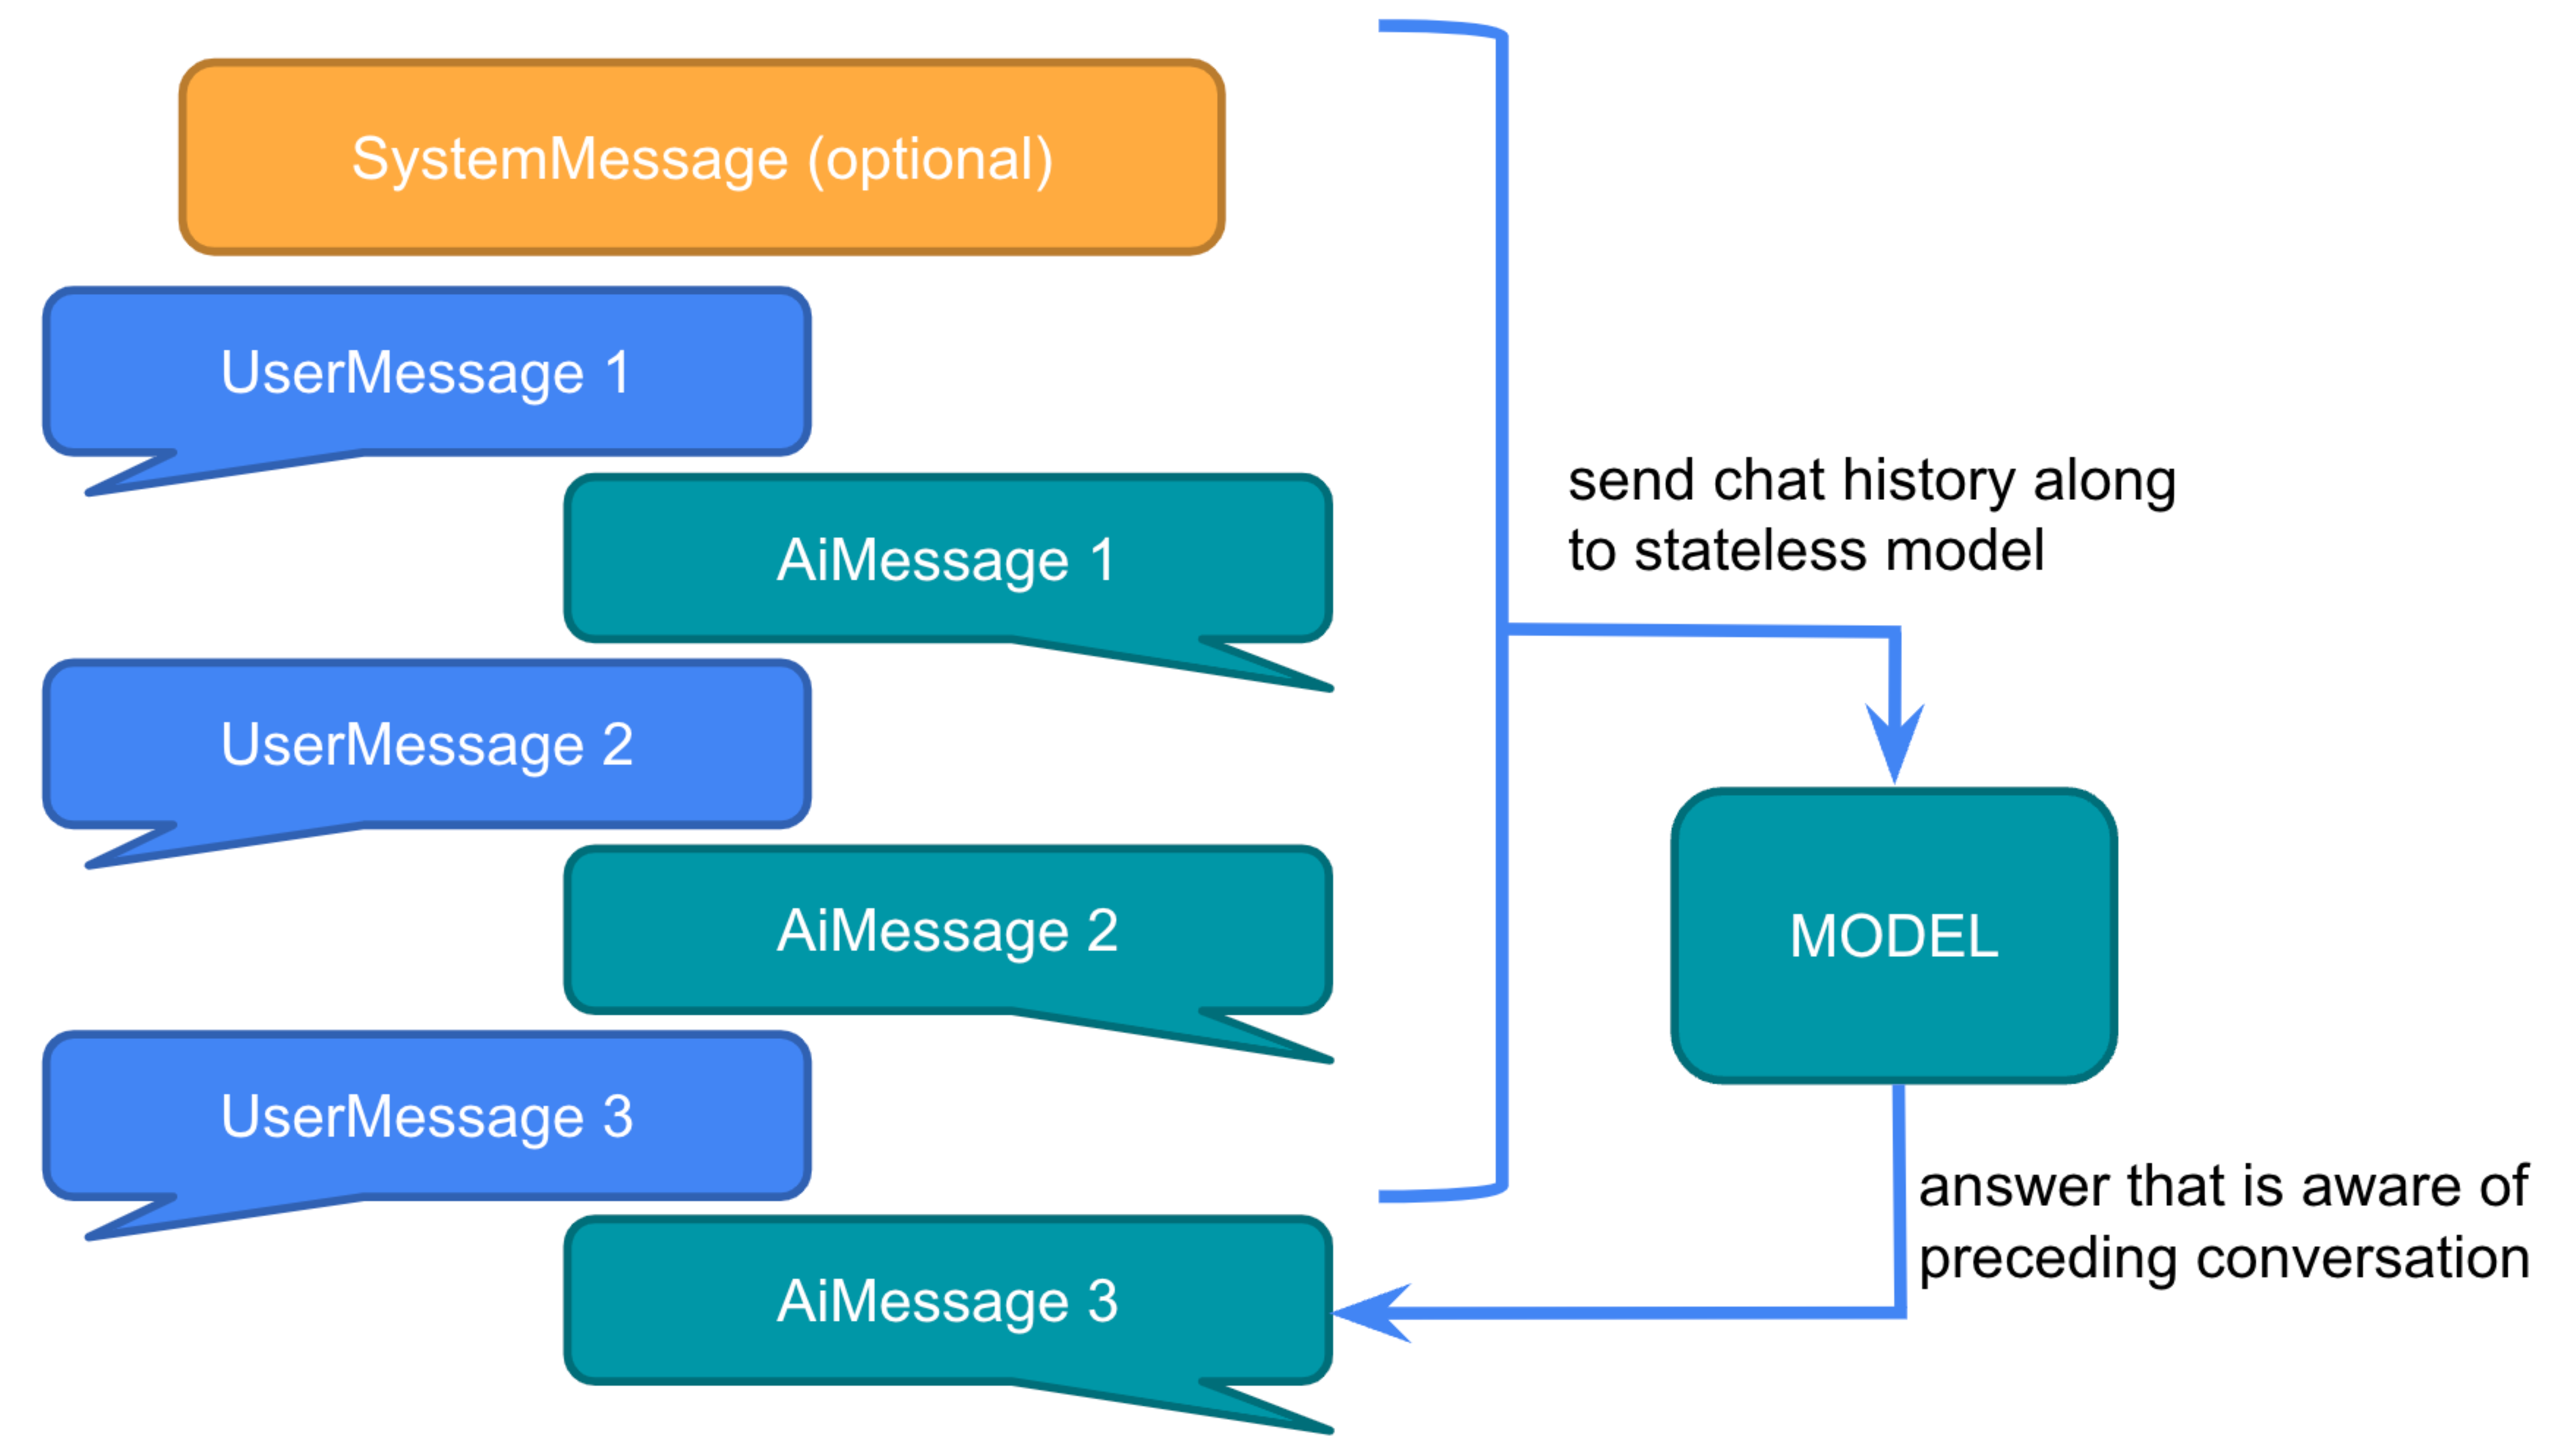 SystemMessage (optional)
UserMessage 1
AiMessage 1
UserMessage 2
AiMessage 2
UserMessage 3
AiMessage 3
send chat history along
to stateless model
MODEL
answer that is aware of
preceding conversation